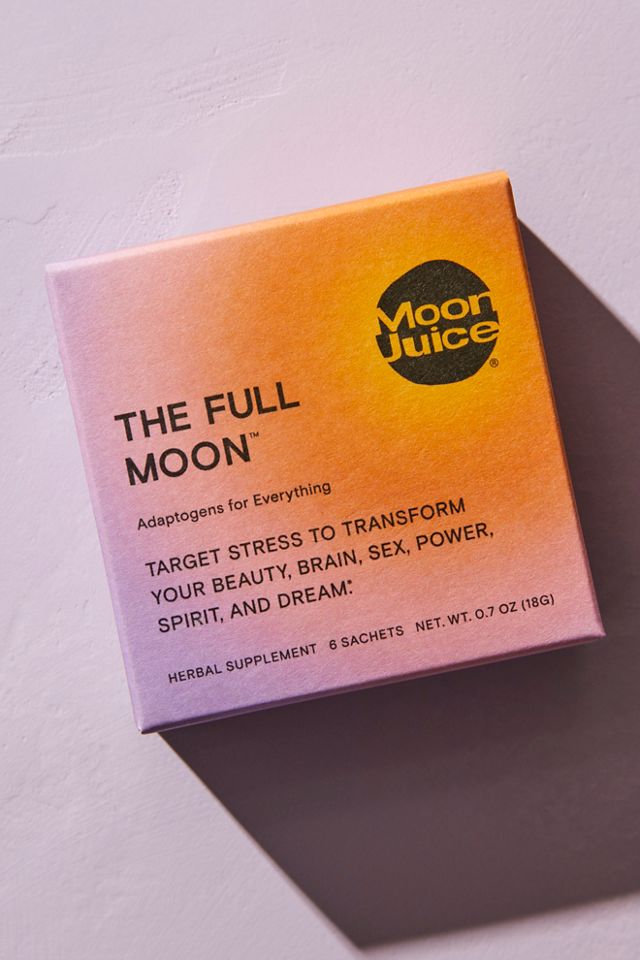 Moon
Juice
®
THE FULL
MOON™
Adaptogens for Everything
TARGET STRESS TO TRANSFORM
YOUR BEAUTY, BRAIN, SEX, POWER,
SPIRIT, AND DREAM.*
HERBAL SUPPLEMENT 6 SACHETS NET. WT. 0.7 OZ (18G)